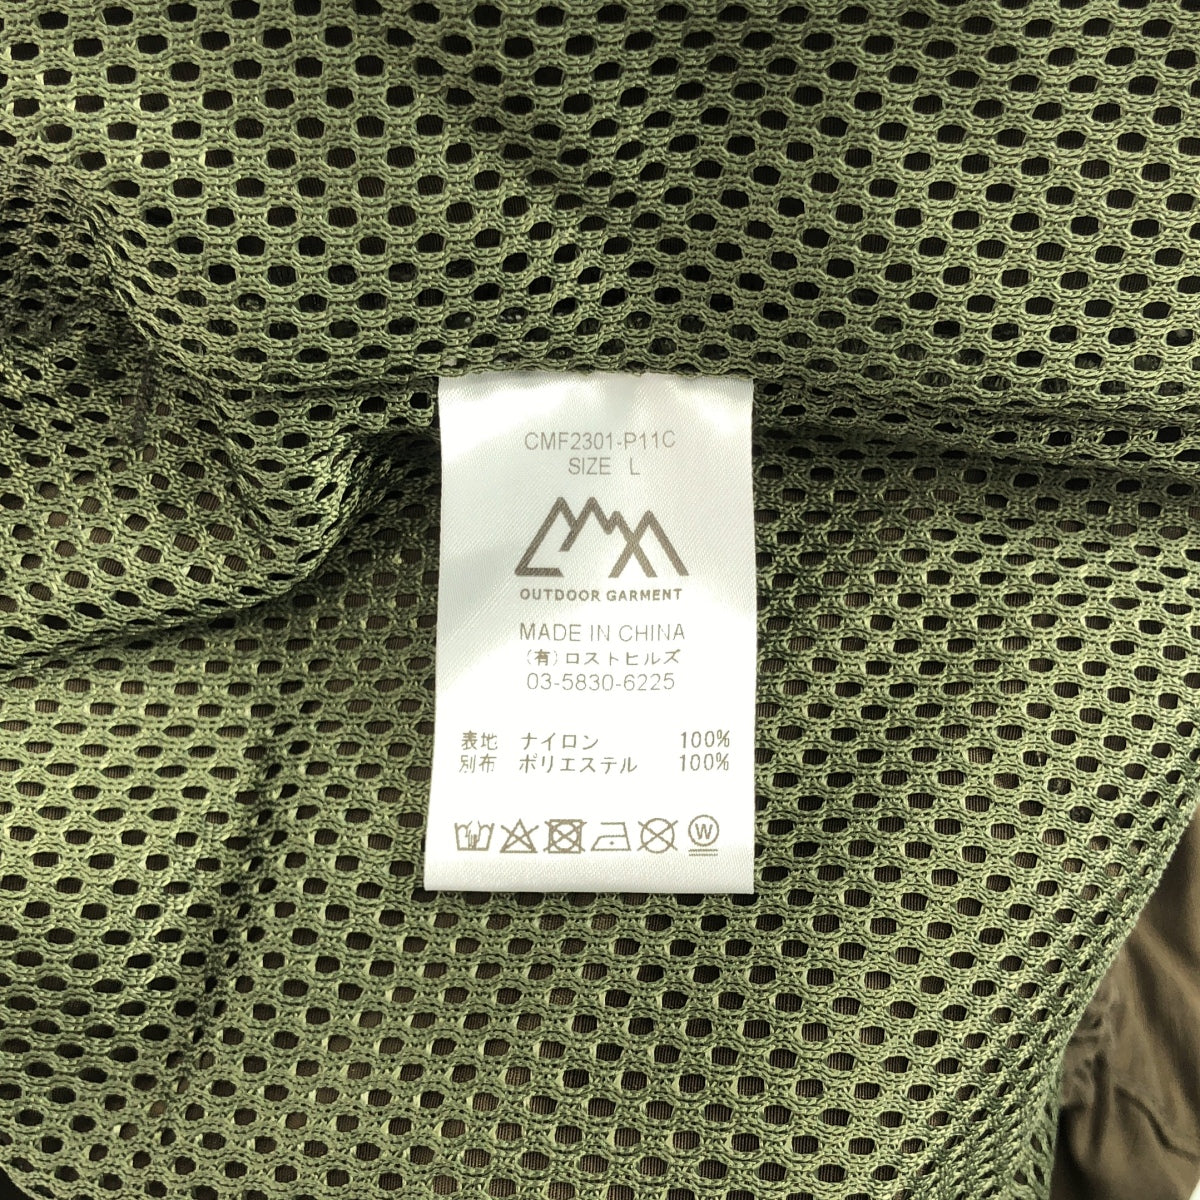 CMF2301-P11C
SIZE L
OUTDOOR GARMENT
MADE IN CHINA
(有)ロストヒルズ
03-5830-6225
表地 ナイロン 100%
別布 ポリエステル 100%
W